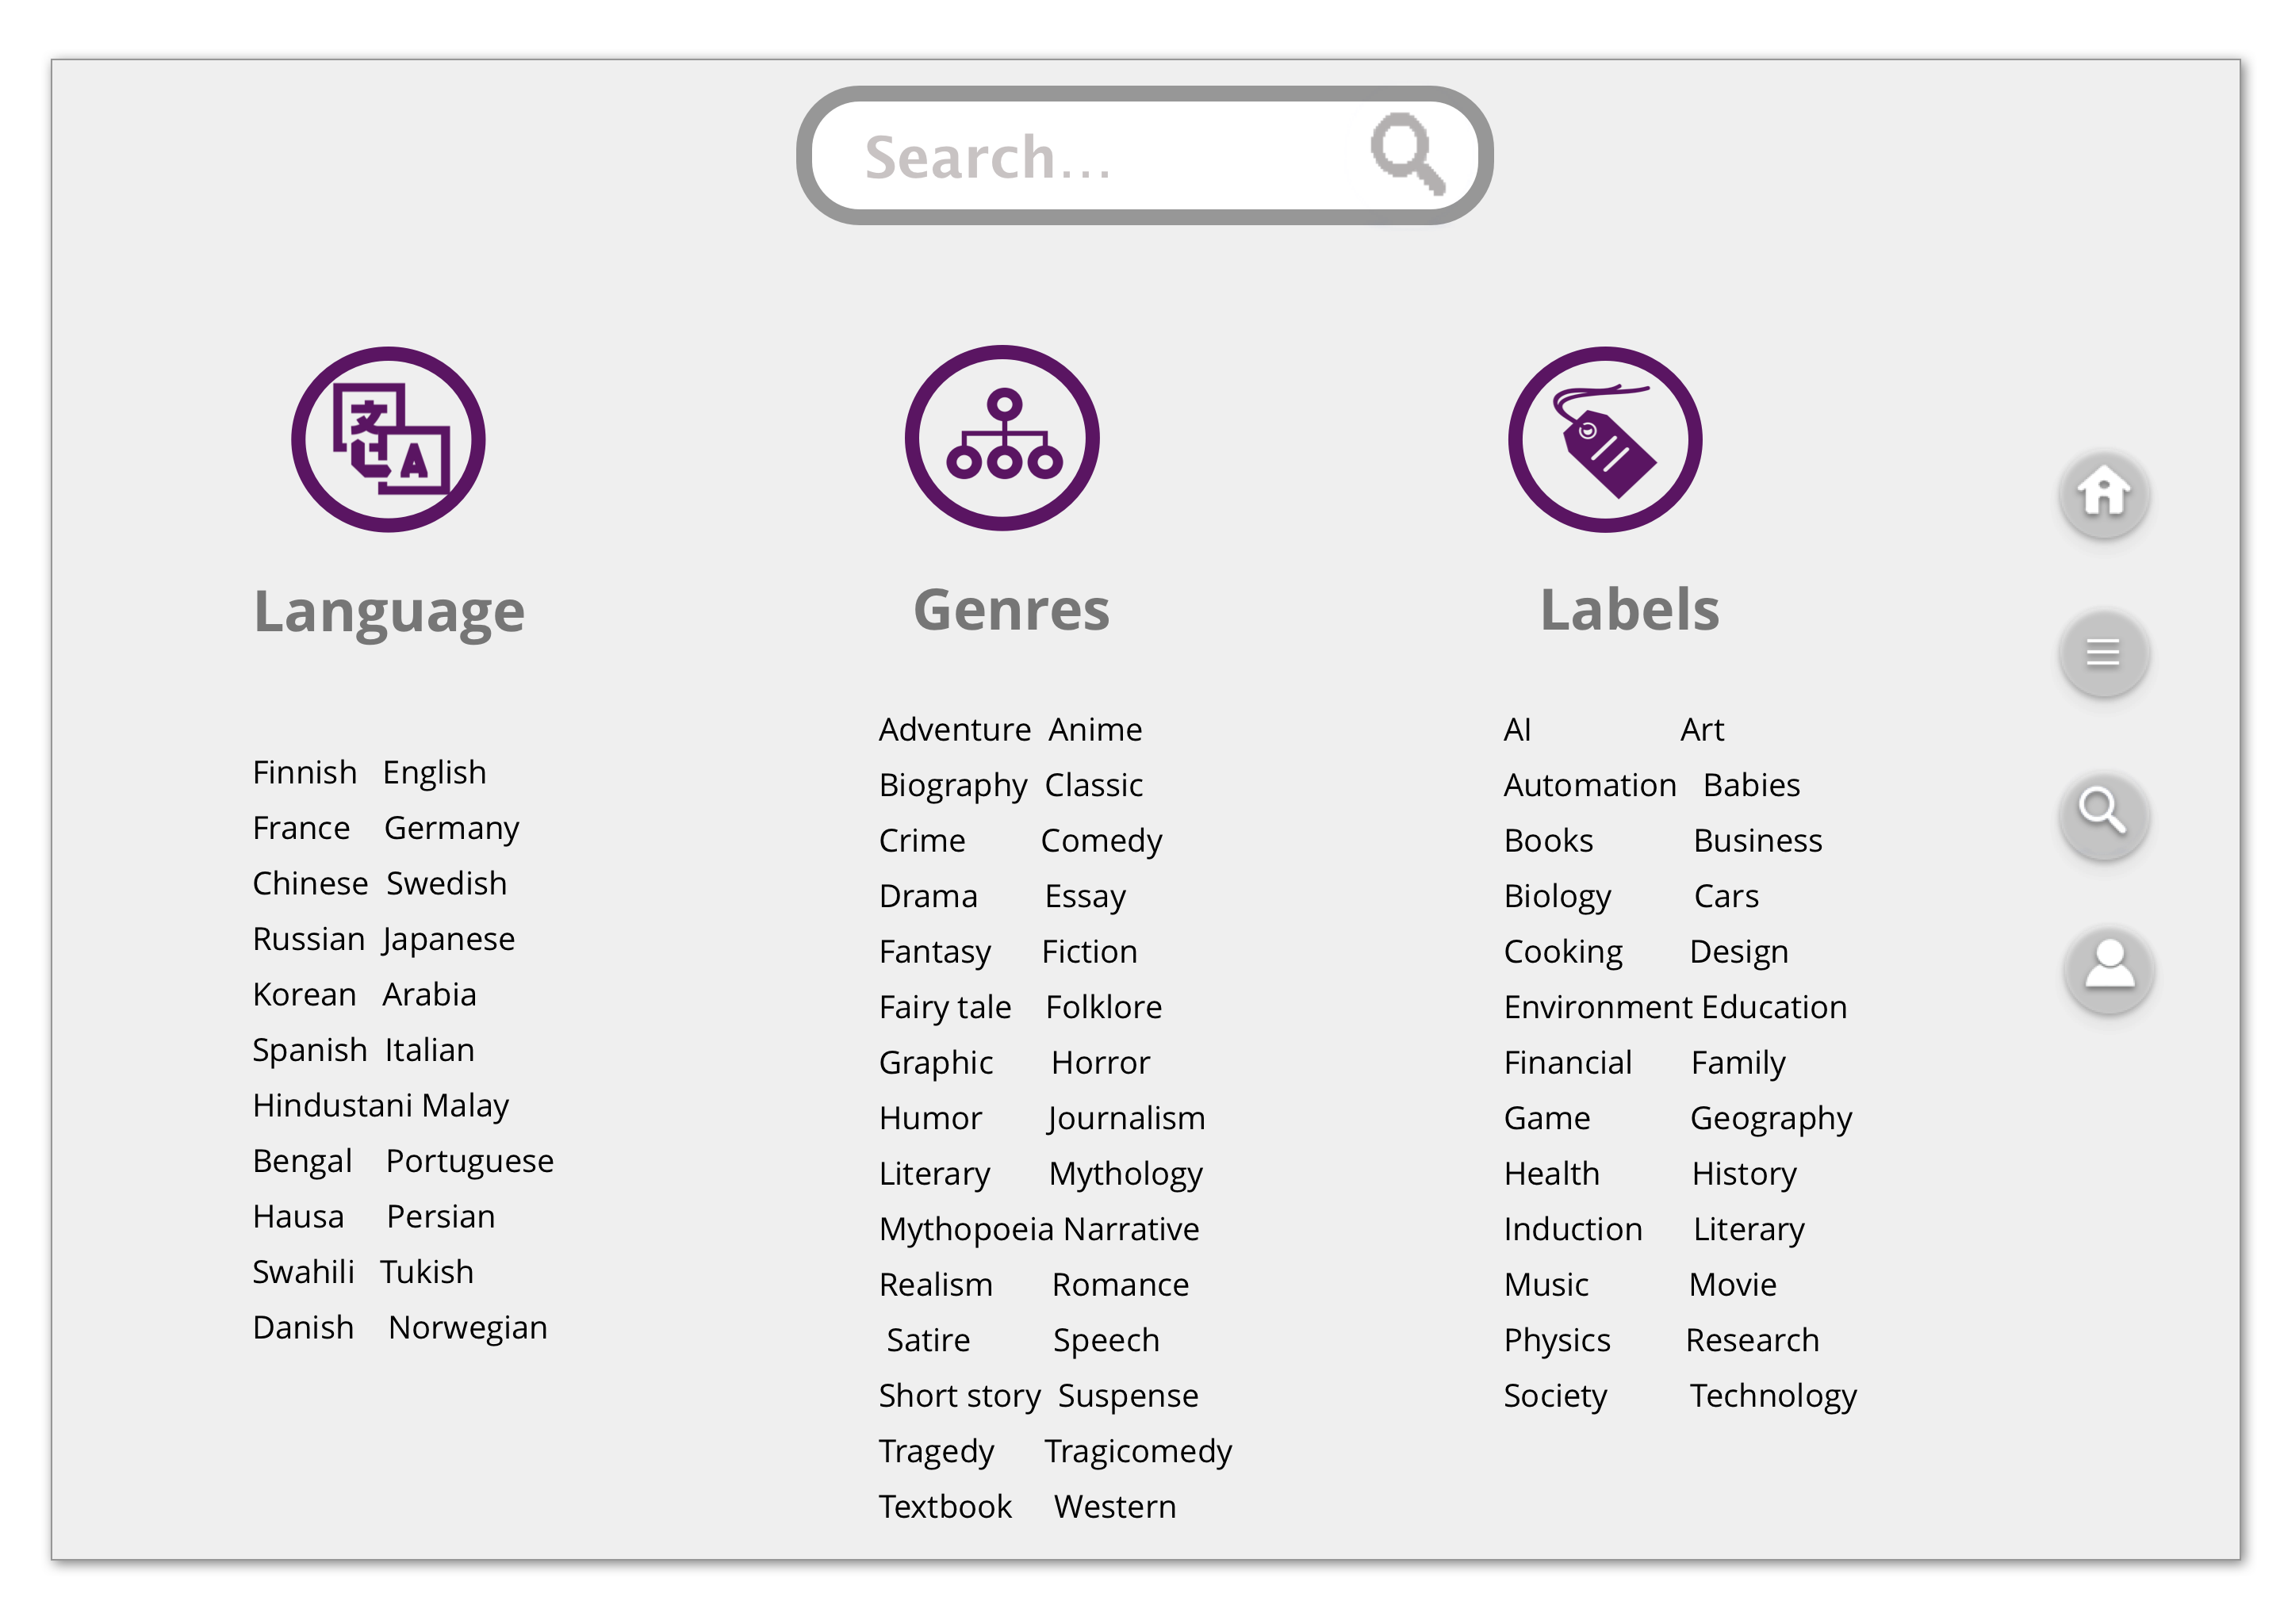 Search...
Language
Finnish English
France Germany
Chinese Swedish
Russian Japanese
Korean Arabia
Spanish Italian
Hindustani Malay
Bengal Portuguese
Hausa Persian
Swahili Tukish
Danish Norwegian
Genres
Adventure Anime
Biography Classic
Crime Comedy
Drama Essay
Fantasy Fiction
Fairy tale Folklore
Graphic Horror
Humor Journalism
Literary Mythology
Mythopoeia Narrative
Realism Romance
Satire Speech
Short story Suspense
Tragedy Tragicomedy
Textbook Western
Labels
AI Art
Automation Babies
Books Business
Biology Cars
Cooking Design
Environment Education
Financial Family
Game Geography
Health History
Induction Literary
Music Movie
Physics Research
Society Technology